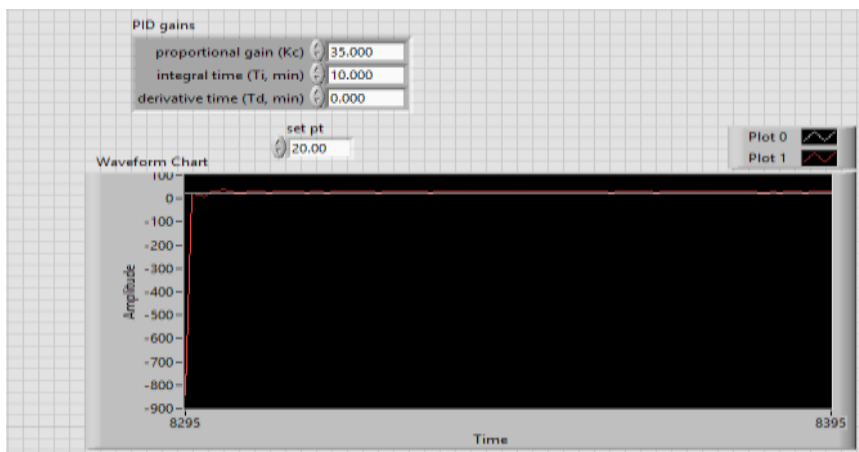 PID gains
proportional gain (Kc) 35.000
integral time (Ti, min) 10.000
derivative time (Td, min) 0.000
set pt
20.00
Plot 0
Plot 1
Waveform Chart
100
0
-100
-200
-300
-400
-500
-600
-700
-800
-900
Amplitude
8295
8395
Time